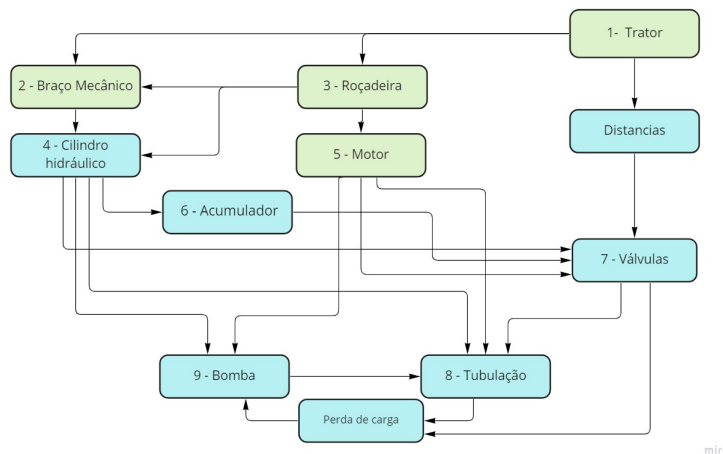 1- Trator
2 - Braço Mecânico
3 - Roçadeira
Distancias
4 - Cilindro
hidráulico
5 - Motor
6 - Acumulador
7 - Válvulas
9 - Bomba
8 - Tubulação
Perda de carga